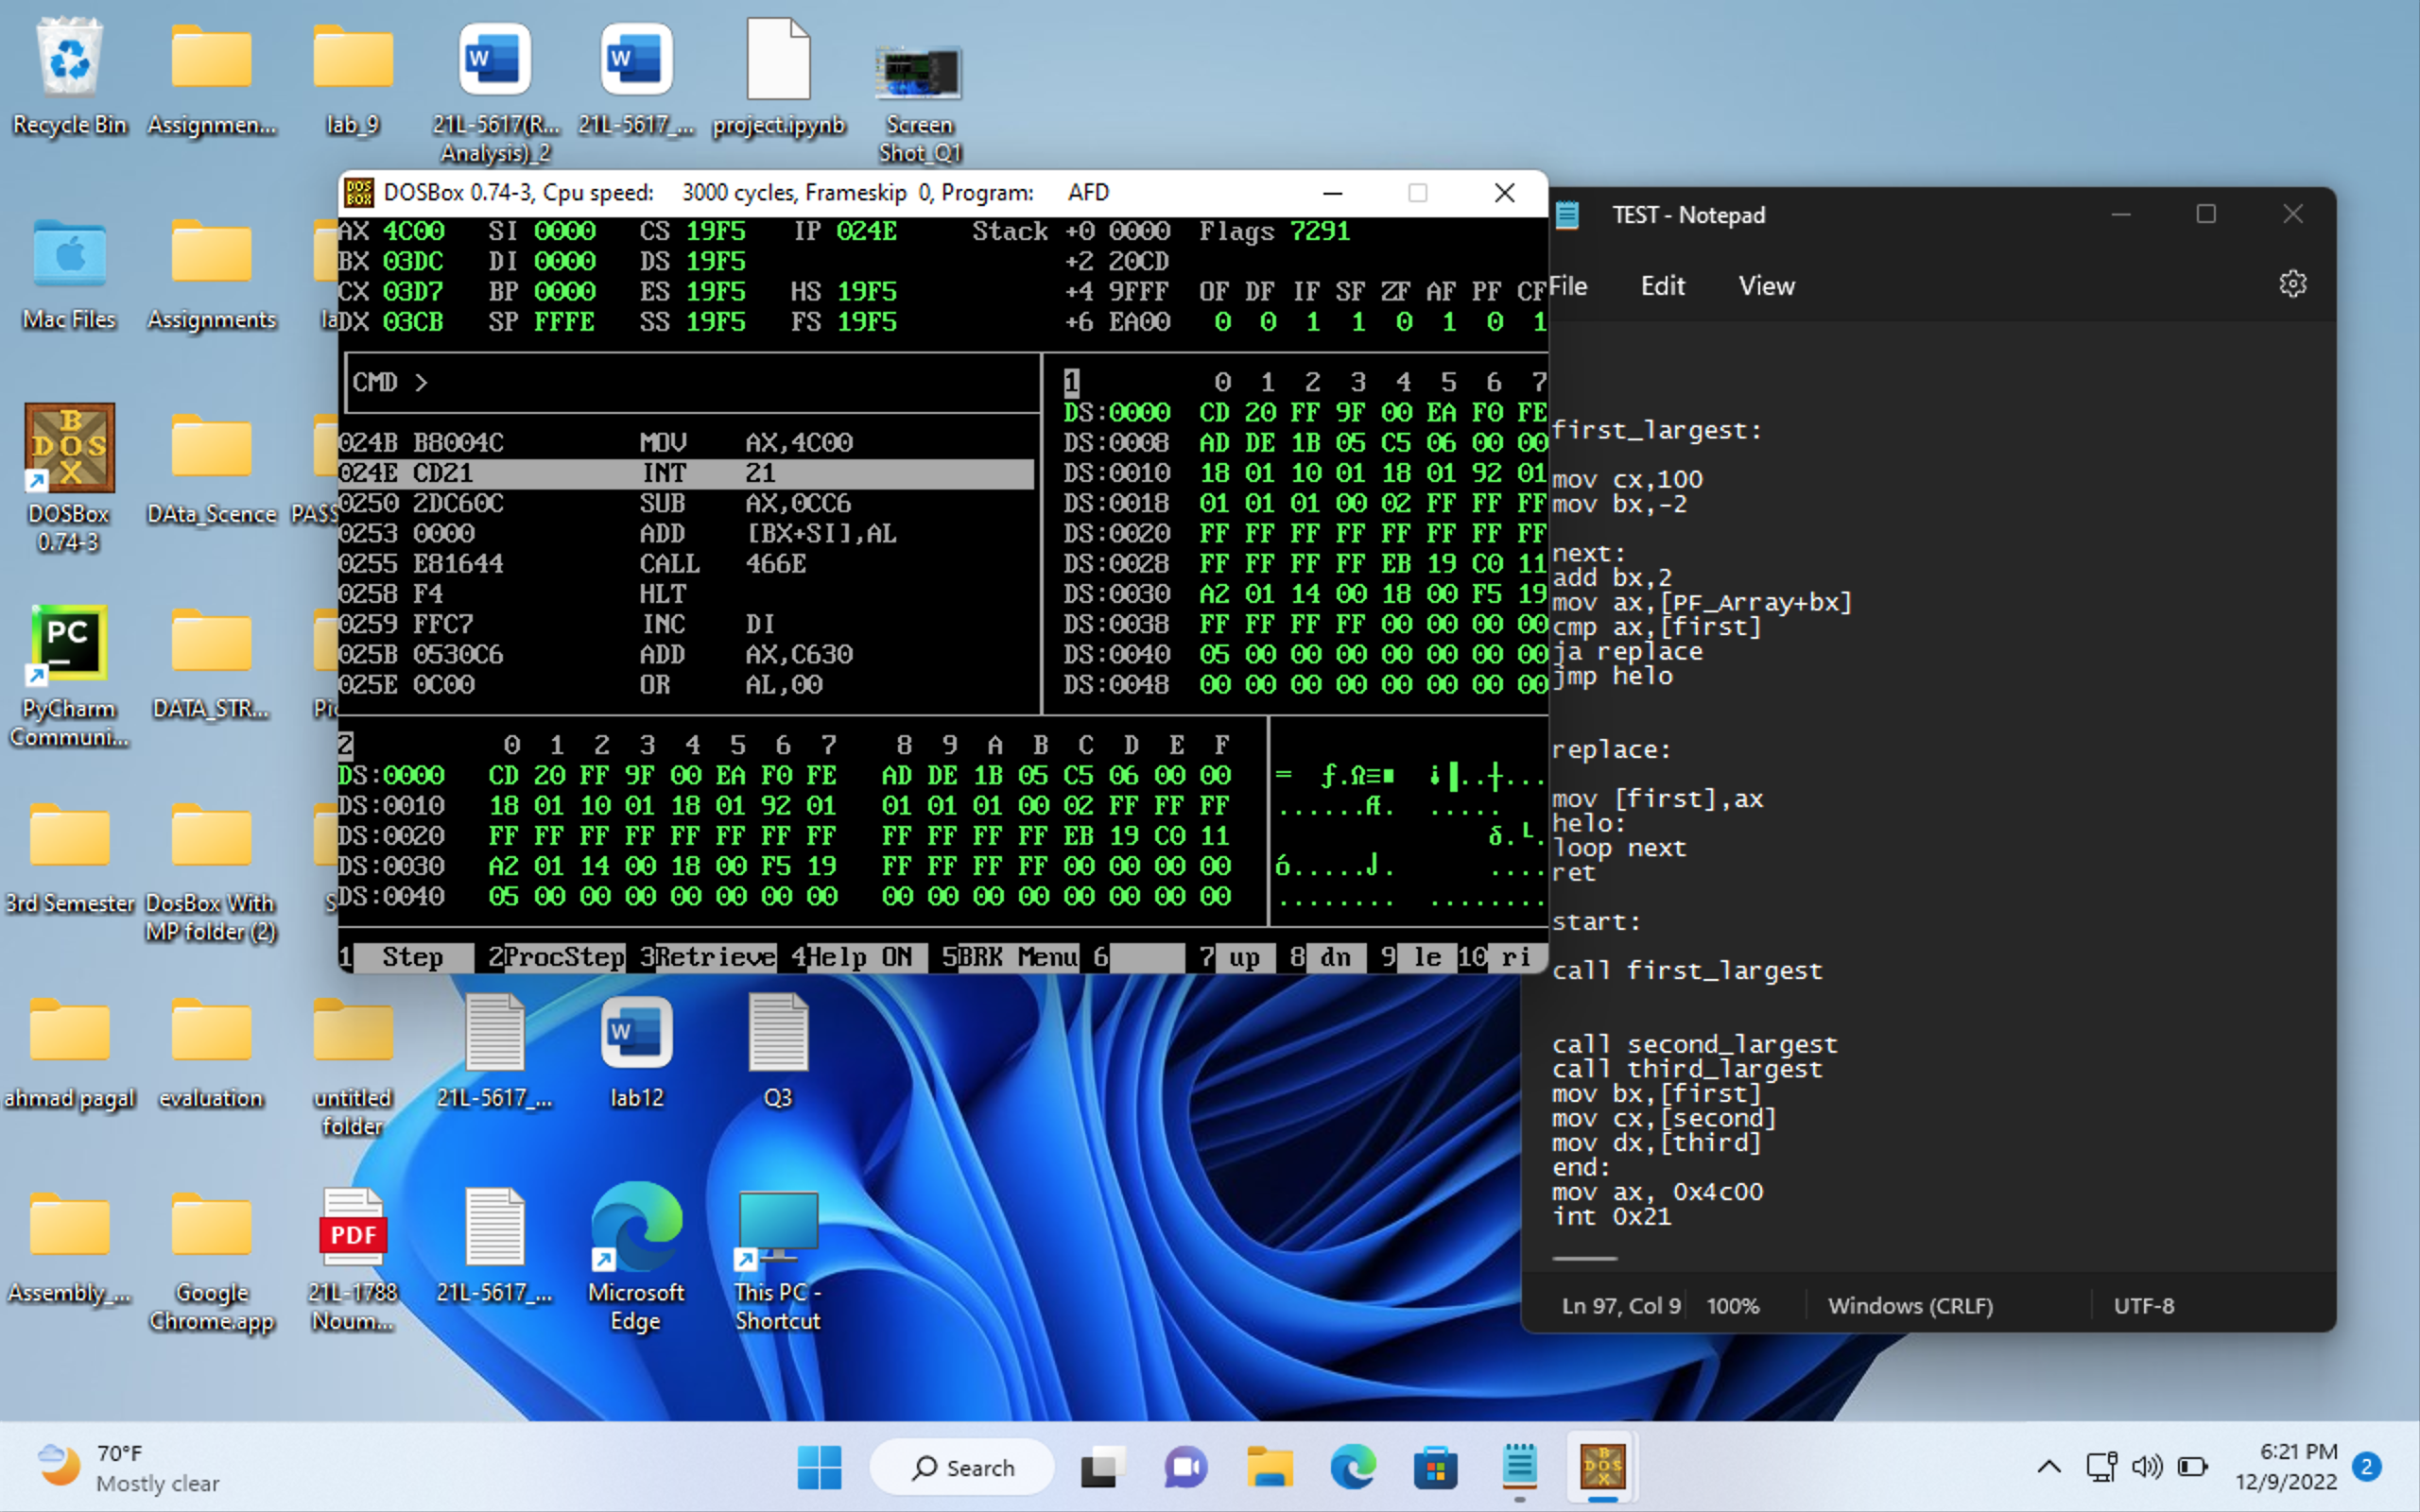 Recycle Bin
Assignmen...
lab_9
21L-5617(R...
Analysis)_2
21L-5617_...
project.ipynb
Screen
Shot_Q1
Mac Files
Assignments
DOSBox
0.74-3
DAta_Scence
PASS
PyCharm
Communi...
DATA_STR...
3rd Semester
DosBox With
MP folder (2)
ahmad pagal
evaluation
untitled
folder
21L-5617_...
lab12
Q3
Assembly_...
Google
Chrome.app
21L-1788
Noum...
21L-5617_...
Microsoft
Edge
This PC -
Shortcut
DOSBox 0.74-3, Cpu speed: 3000 cycles, Frameskip 0, Program: AFD
AX 4C00 SI 0000 CS 19F5 IP 024E Stack +0 0000 Flags 7291
BX 03DC DI 0000 DS 19F5 +2 20CD
CX 03D7 BP 0000 ES 19F5 HS 19F5 +4 9FFF OF DF IF SF ZF AF PF CF
DX 03CB SP FFFE SS 19F5 FS 19F5 +6 EA00 0 0 1 1 0 1 0 1
CMD >
024B B8004C MOV AX,4C00
024E CD21 INT 21
0250 2DC60C SUB AX,0CC6
0253 0000 ADD [BX+SI],AL
0255 E81644 CALL 466E
0258 F4 HLT
0259 FFC7 INC DI
025B 0530C6 ADD AX,C630
025E 0C00 OR AL,00
1 0 1 2 3 4 5 6 7
DS:0000 CD 20 FF 9F 00 EA F0 FE
DS:0008 AD DE 1B 05 C5 06 00 00
DS:0010 18 01 10 01 18 01 92 01
DS:0018 01 01 01 00 02 FF FF FF
DS:0020 FF FF FF FF FF FF FF FF
DS:0028 FF FF FF FF EB 19 C0 11
DS:0030 A2 01 14 00 18 00 F5 19
DS:0038 FF FF FF FF 00 00 00 00
DS:0040 05 00 00 00 00 00 00 00
DS:0048 00 00 00 00 00 00 00 00
2 0 1 2 3 4 5 6 7 8 9 A B C D E F
DS:0000 CD 20 FF 9F 00 EA F0 FE AD DE 1B 05 C5 06 00 00
DS:0010 18 01 10 01 18 01 92 01 01 01 01 00 02 FF FF FF
DS:0020 FF FF FF FF FF FF FF FF FF FF FF FF EB 19 C0 11
DS:0030 A2 01 14 00 18 00 F5 19 FF FF FF FF 00 00 00 00
DS:0040 05 00 00 00 00 00 00 00 00 00 00 00 00 00 00 00
1 Step 2ProcStep 3Retrieve 4Help ON 5BRK Menu 6 7 up 8 dn 9 le 10 ri
TEST - Notepad
File Edit View
first_largest:
mov cx,100
mov bx,-2
next:
add bx,2
mov ax,[PF_Array+bx]
cmp ax,[first]
ja replace
jmp helo
replace:
mov [first],ax
helo:
loop next
ret
start:
call first_largest
call second_largest
call third_largest
mov bx,[first]
mov cx,[second]
mov dx,[third]
end:
mov ax, 0x4c00
int 0x21
Ln 97, Col 9 100% Windows (CRLF) UTF-8
70°F
Mostly clear
Search
6:21 PM
12/9/2022
2